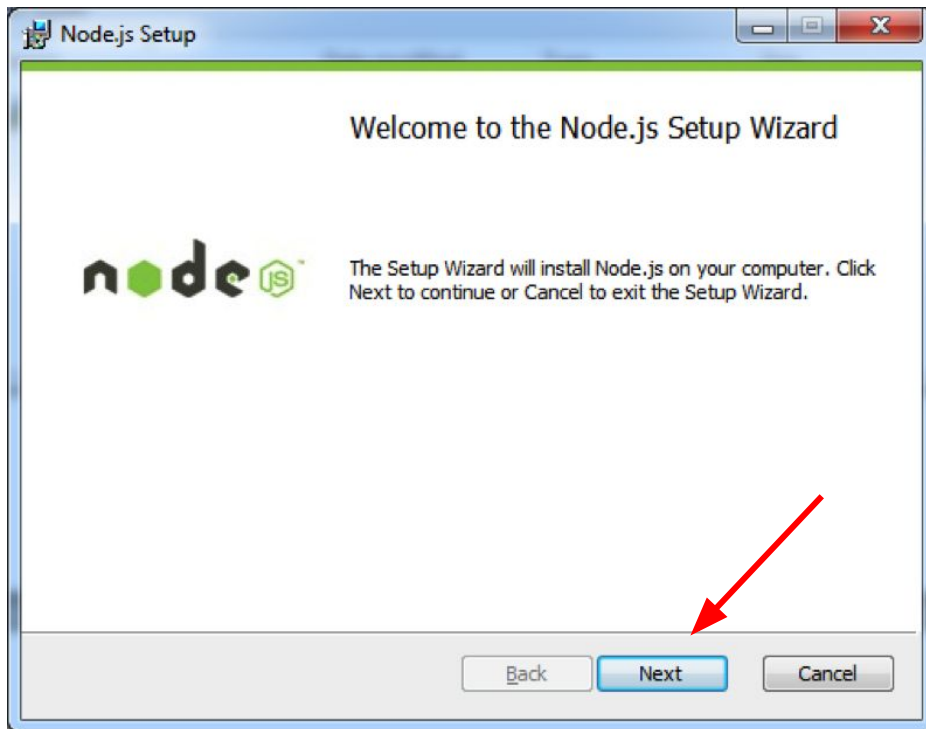 Node.js Setup
Welcome to the Node.js Setup Wizard
node JS™
The Setup Wizard will install Node.js on your computer. Click
Next to continue or Cancel to exit the Setup Wizard.
Back
Next
Cancel